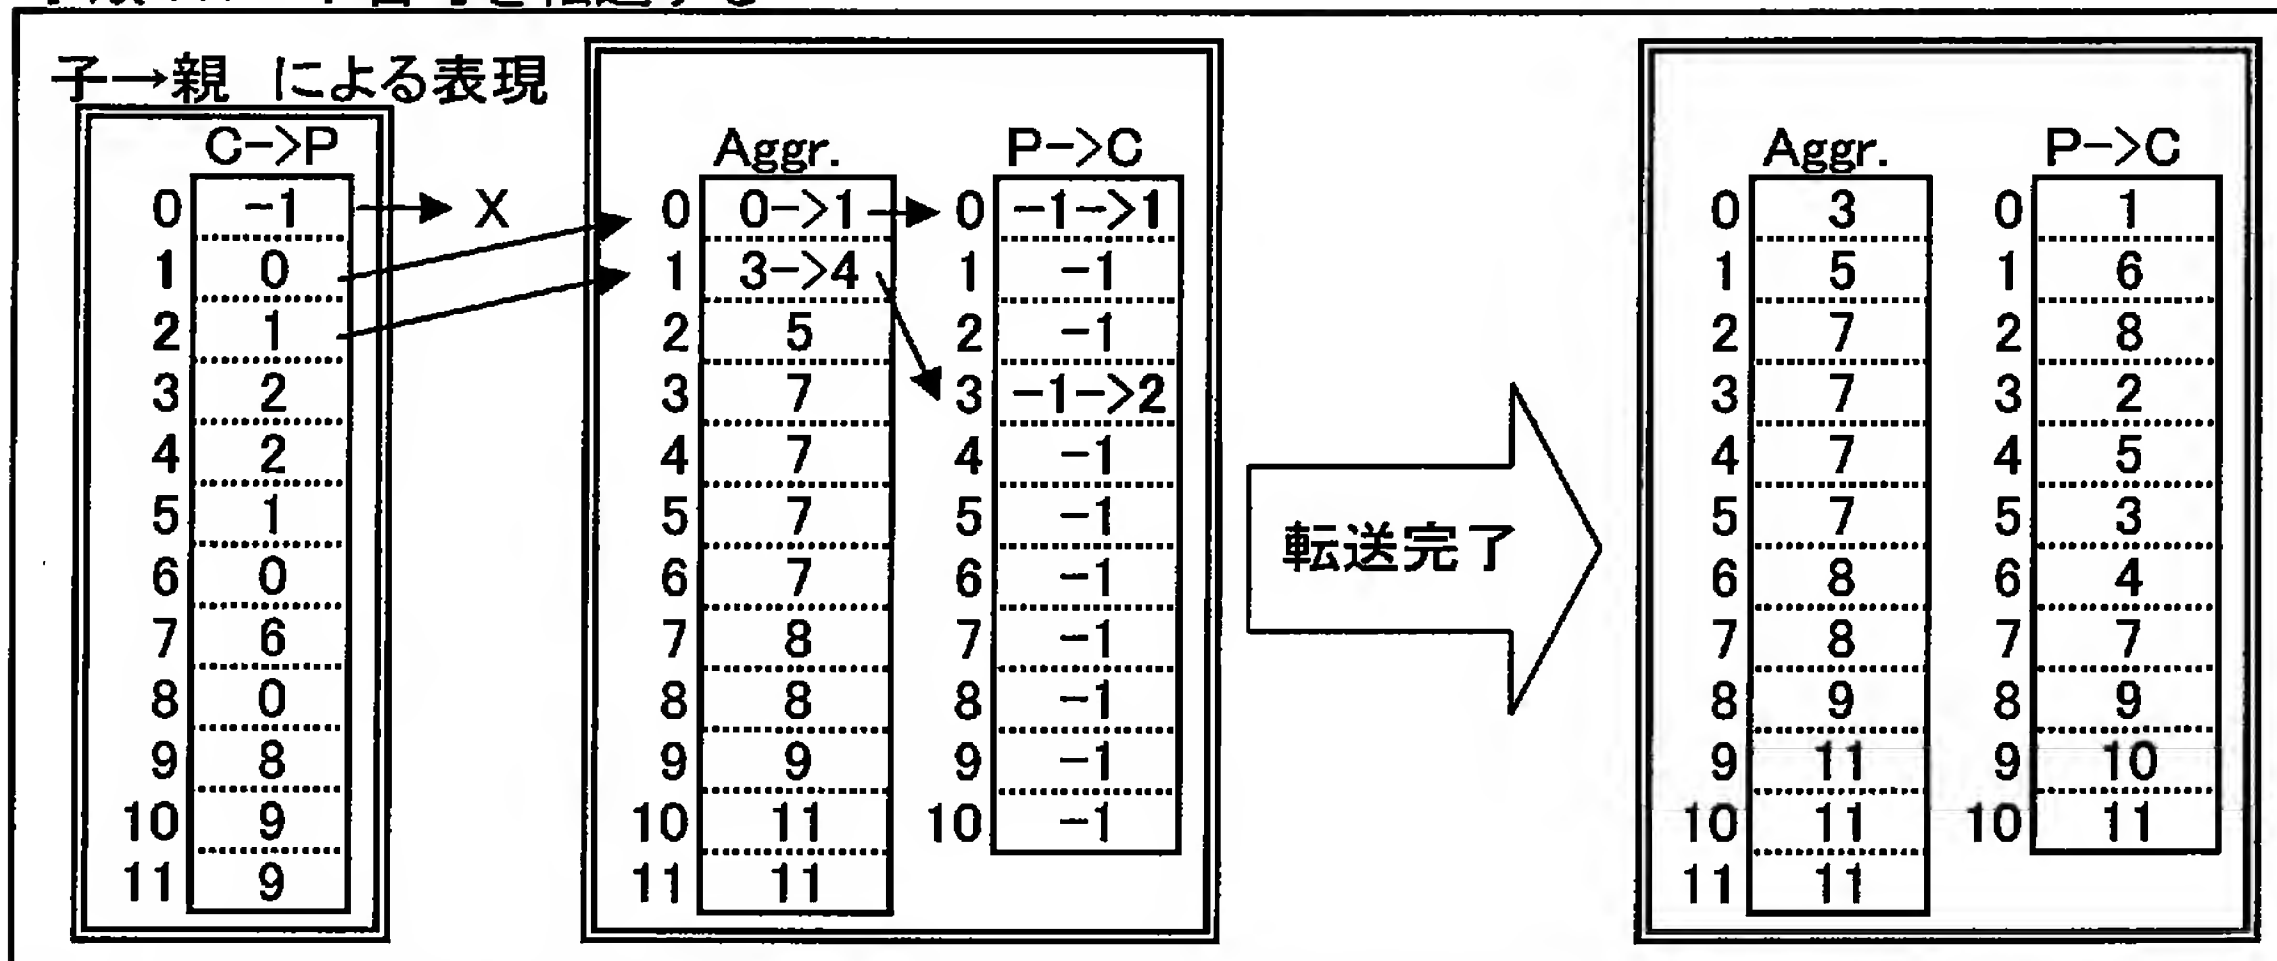 子→親 による表現
C->P
0 -1 X
1 0
2 1
3 2
4 2
5 1
6 0
7 6
8 0
9 8
10 9
11 9
Aggr. P->C
0 0->1 0 -1->1
1 3->4 1 -1
2 5 2 -1
3 7 3 -1->2
4 7 4 -1
5 7 5 -1
6 7 6 -1
7 8 7 -1
8 8 8 -1
9 9 9 -1
10 11 10 -1
11 11
転送完了
Aggr. P->C
0 3 0 1
1 5 1 6
2 7 2 8
3 7 3 2
4 7 4 5
5 7 5 3
6 8 6 4
7 8 7 7
8 9 8 9
9 11 9 10
10 11 10 11
11 11